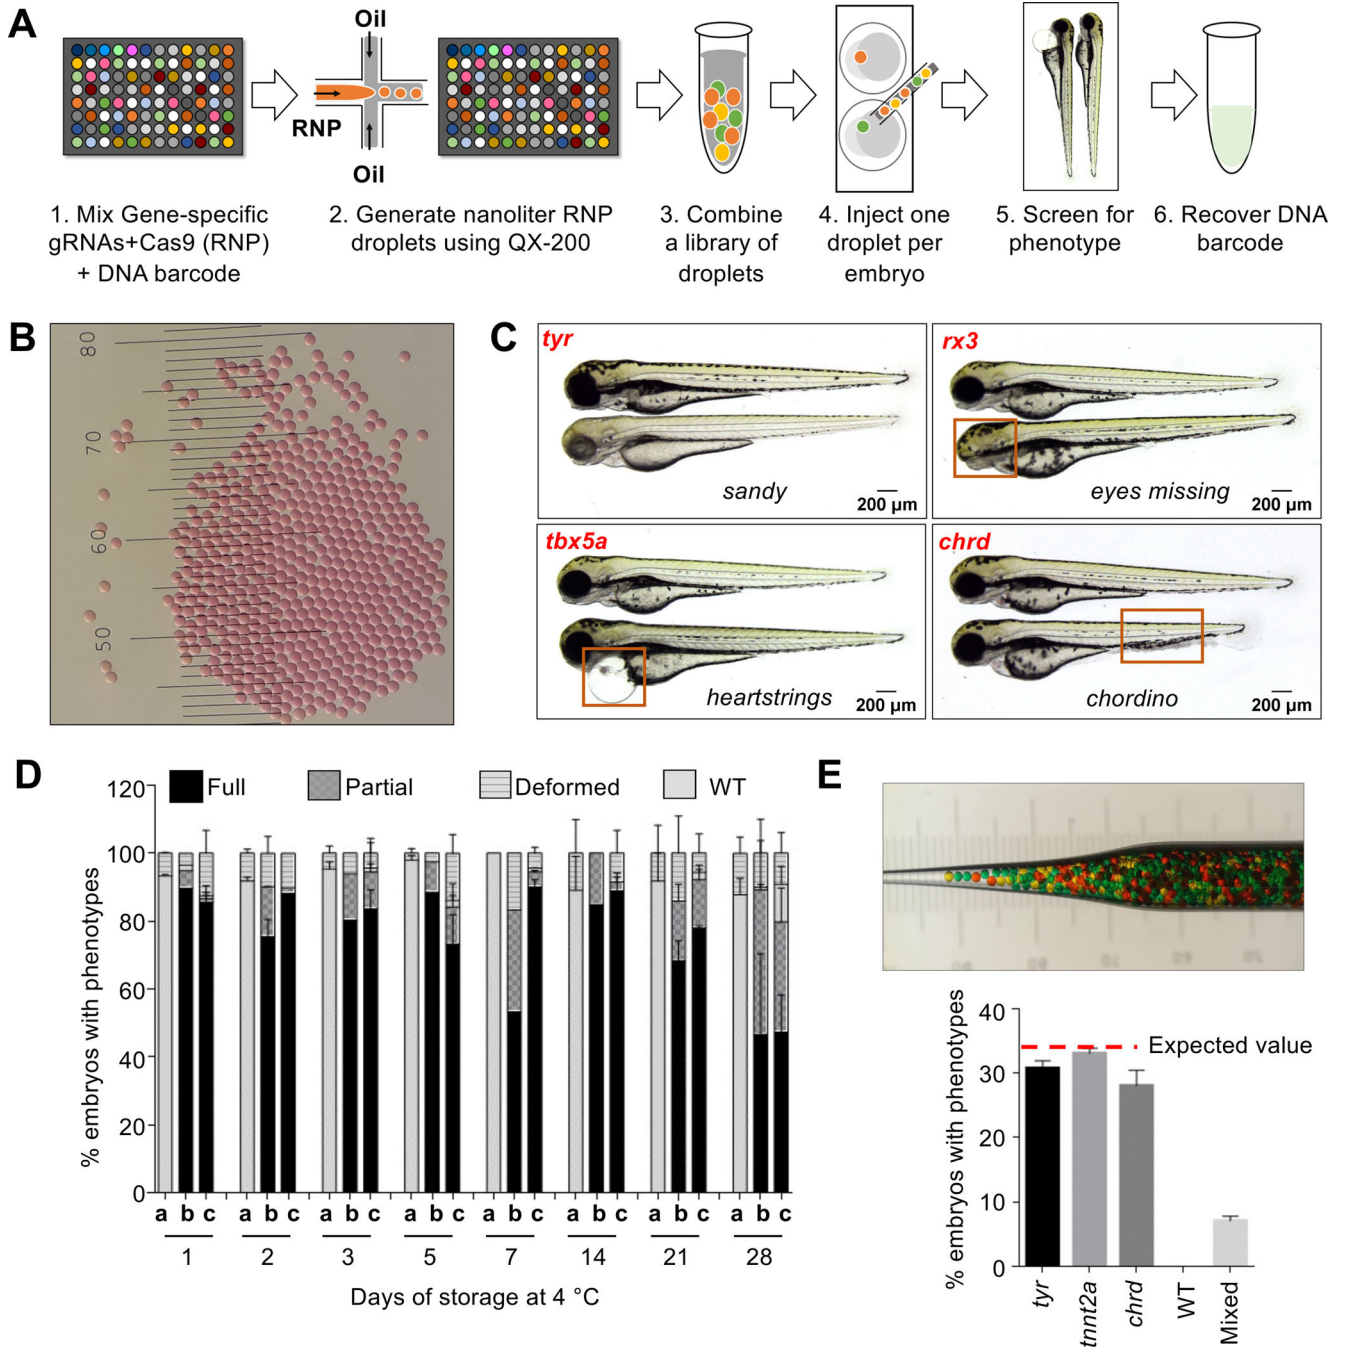 A
Oil
RNP
Oil
1. Mix Gene-specific
gRNAs+Cas9 (RNP)
+ DNA barcode
2. Generate nanoliter RNP
droplets using QX-200
3. Combine
a library of
droplets
4. Inject one
droplet per
embryo
5. Screen for
phenotype
6. Recover DNA
barcode
B
80
70
60
50
C
tyr
sandy
200 µm
rx3
eyes missing
200 µm
tbx5a
heartstrings
200 µm
chrd
chordino
200 µm
D
Full
Partial
Deformed
WT
% embryos with phenotypes
120
100
80
60
40
20
0
a b c a b c a b c a b c a b c a b c a b c a b c
1 2 3 5 7 14 21 28
Days of storage at 4 °C
E
90 80 70 60 50
% embryos with phenotypes
40
30
20
10
0
Expected value
tyr
tnnt2a
chrd
WT
Mixed